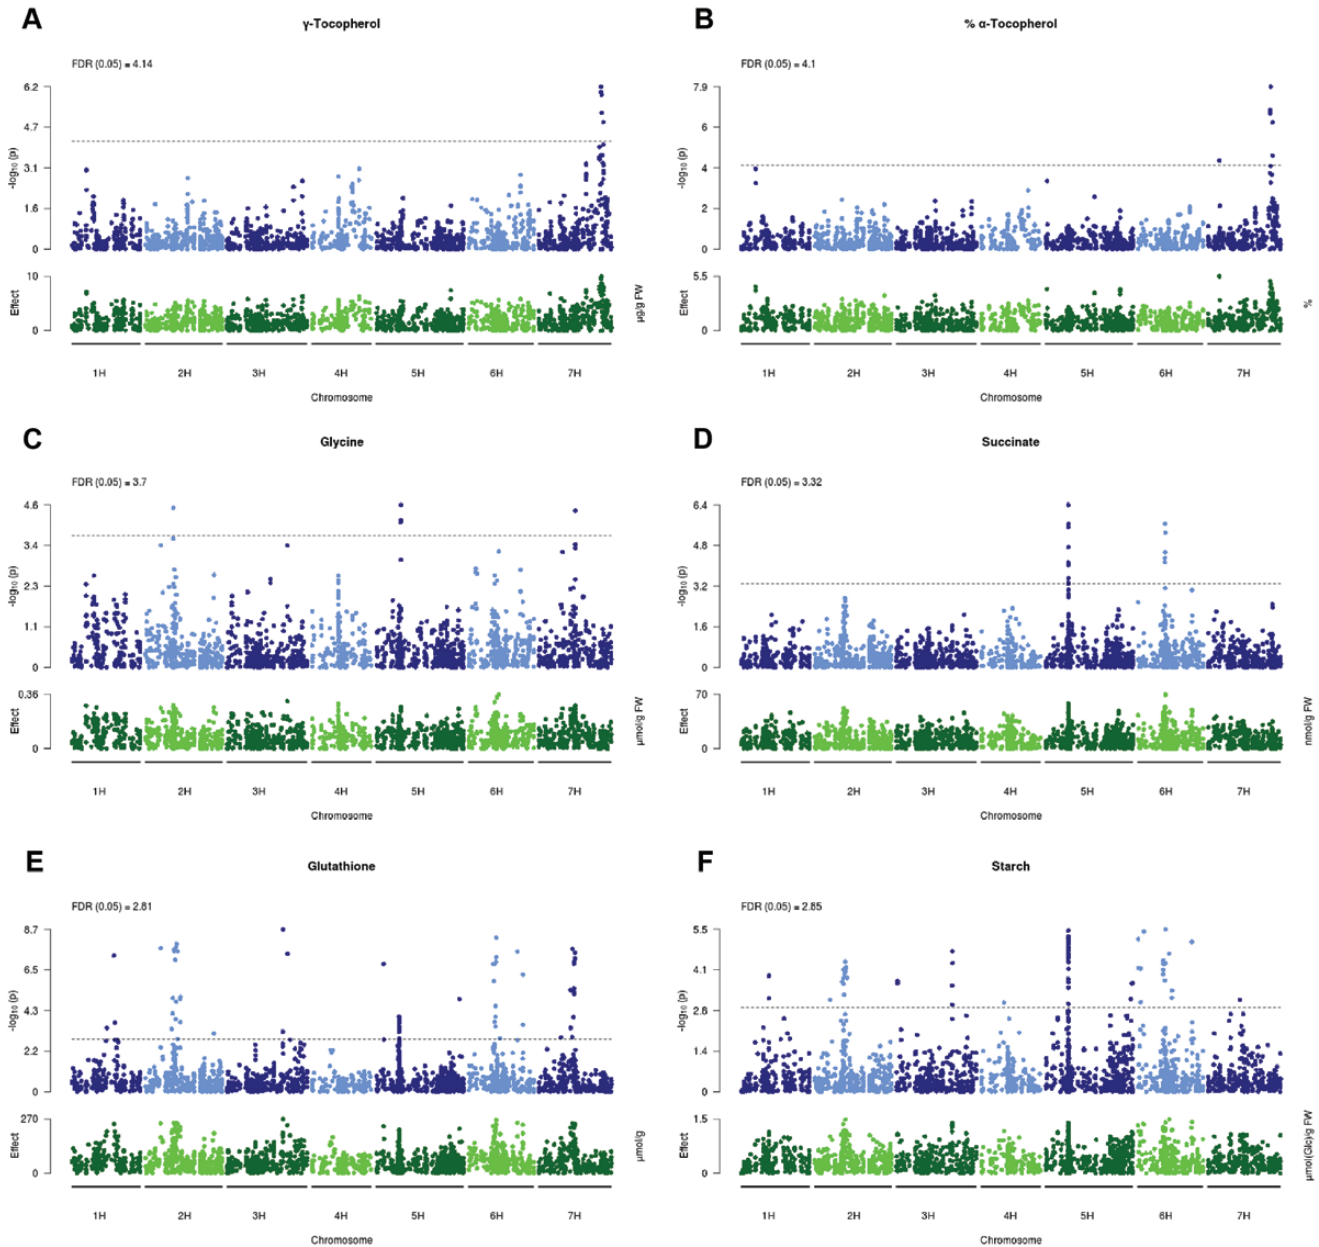 A
γ-Tocopherol
FDR (0.05) = 4.14
6.2
4.7
3.1
1.6
0
-log10 (p)
10
0
Effect
µg/g FW
1H 2H 3H 4H 5H 6H 7H
Chromosome
B
% α-Tocopherol
FDR (0.05) = 4.1
7.9
6
4
2
0
-log10 (p)
5.5
0
Effect
%
1H 2H 3H 4H 5H 6H 7H
Chromosome
C
Glycine
FDR (0.05) = 3.7
4.6
3.4
2.3
1.1
0
-log10 (p)
0.36
0
Effect
µmol/g FW
1H 2H 3H 4H 5H 6H 7H
Chromosome
D
Succinate
FDR (0.05) = 3.32
6.4
4.8
3.2
1.6
0
-log10 (p)
70
0
Effect
nmol/g FW
1H 2H 3H 4H 5H 6H 7H
Chromosome
E
Glutathione
FDR (0.05) = 2.81
8.7
6.5
4.3
2.2
0
-log10 (p)
270
0
Effect
µmol/g
1H 2H 3H 4H 5H 6H 7H
Chromosome
F
Starch
FDR (0.05) = 2.85
5.5
4.1
2.8
1.4
0
-log10 (p)
1.5
0
Effect
µmol(Glc)/g FW
1H 2H 3H 4H 5H 6H 7H
Chromosome